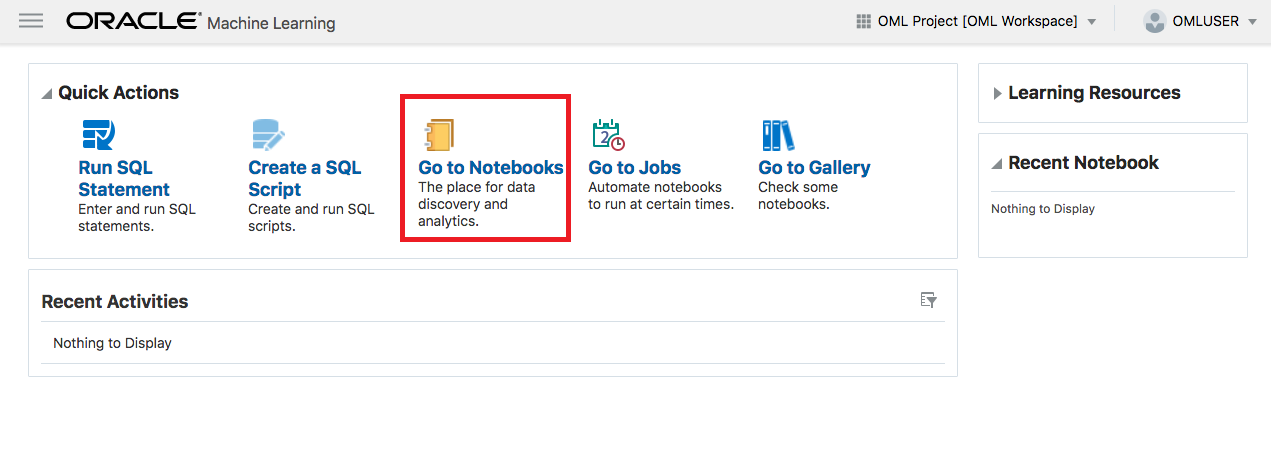 ORACLE® Machine Learning
OML Project [OML Workspace]
OMLUSER
Quick Actions
Run SQL
Statement
Enter and run SQL
statements.
Create a SQL
Script
Create and run SQL
scripts.
Go to Notebooks
The place for data
discovery and
analytics.
Go to Jobs
Automate notebooks
to run at certain times.
Go to Gallery
Check some
notebooks.
2
Learning Resources
Recent Notebook
Nothing to Display
Recent Activities
Nothing to Display